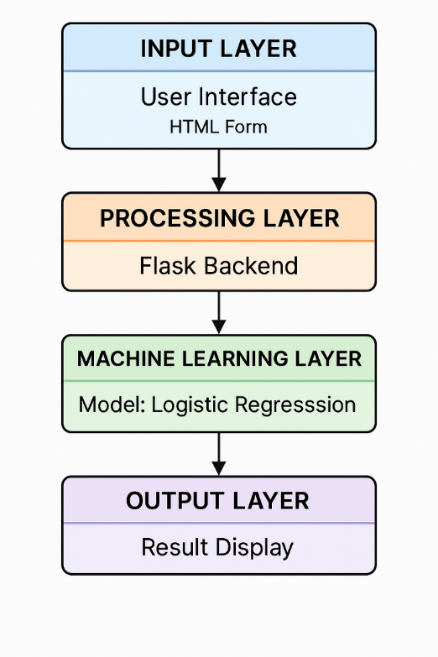 INPUT LAYER
User Interface
HTML Form
PROCESSING LAYER
Flask Backend
MACHINE LEARNING LAYER
Model: Logistic Regresssion
OUTPUT LAYER
Result Display